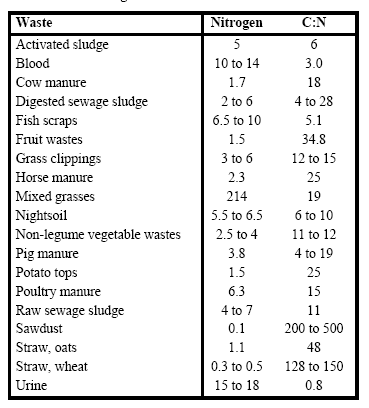 Waste Nitrogen C:N
Activated sludge 5 6
Blood 10 to 14 3.0
Cow manure 1.7 18
Digested sewage sludge 2 to 6 4 to 28
Fish scraps 6.5 to 10 5.1
Fruit wastes 1.5 34.8
Grass clippings 3 to 6 12 to 15
Horse manure 2.3 25
Mixed grasses 214 19
Nightsoil 5.5 to 6.5 6 to 10
Non-legume vegetable wastes 2.5 to 4 11 to 12
Pig manure 3.8 4 to 19
Potato tops 1.5 25
Poultry manure 6.3 15
Raw sewage sludge 4 to 7 11
Sawdust 0.1 200 to 500
Straw, oats 1.1 48
Straw, wheat 0.3 to 0.5 128 to 150
Urine 15 to 18 0.8